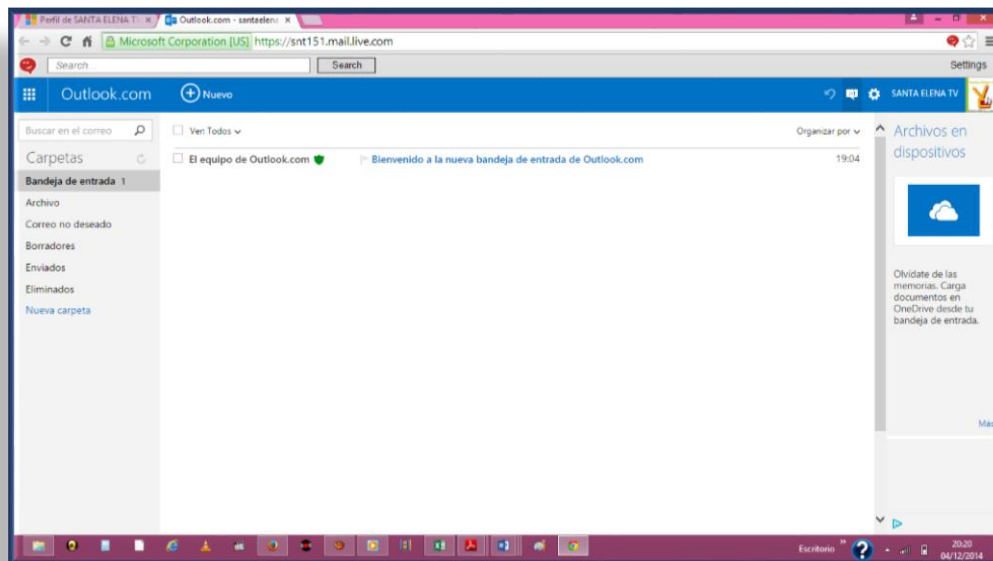 Perfil de SANTA ELENA TV
Outlook.com - santaelena
Microsoft Corporation [US] https://snt151.mail.live.com
Search Search Settings
Outlook.com Nuevo SANTA ELENA TV
Buscar en el correo Ver Todos Organizar por
Carpetas
Bandeja de entrada 1
Archivo
Correo no deseado
Borradores
Enviados
Eliminados
Nueva carpeta
El equipo de Outlook.com Bienvenido a la nueva bandeja de entrada de Outlook.com 19:04
Archivos en
dispositivos
Olvídate de las
memorias. Carga
documentos en
OneDrive desde tu
bandeja de entrada.
Más
Escritorio
20:20
04/12/2014